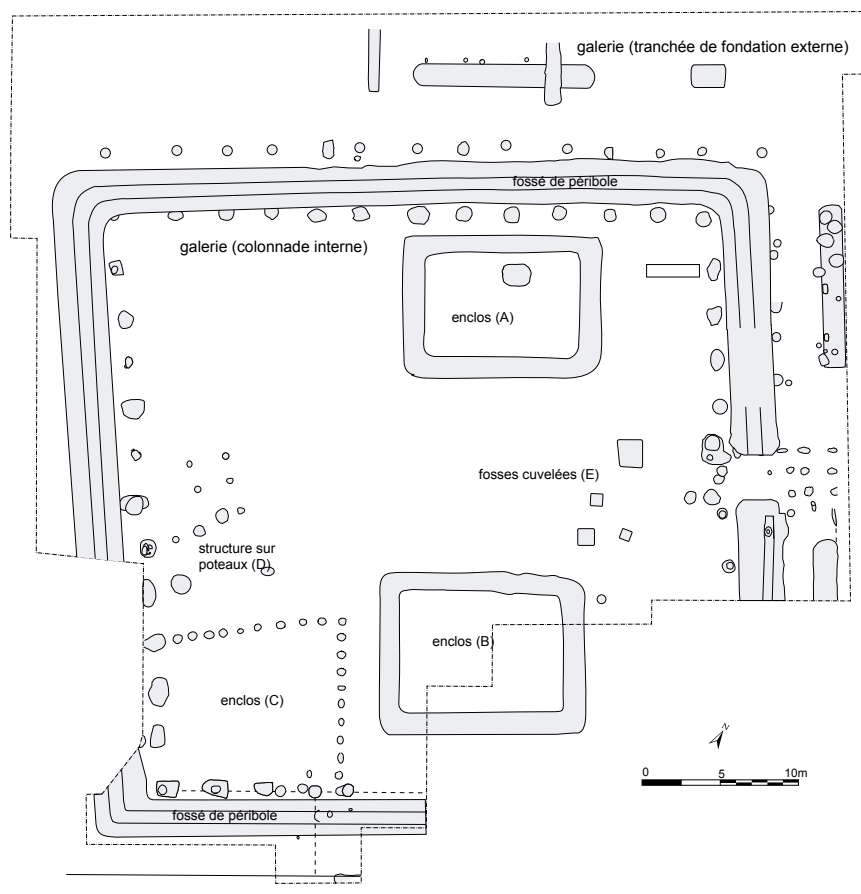 galerie (tranchée de fondation externe)
fossé de péribole
galerie (colonnade interne)
enclos (A)
fosses cuvelées (E)
structure sur
poteaux (D)
enclos (B)
enclos (C)
N
0 5 10m
fossé de péribole